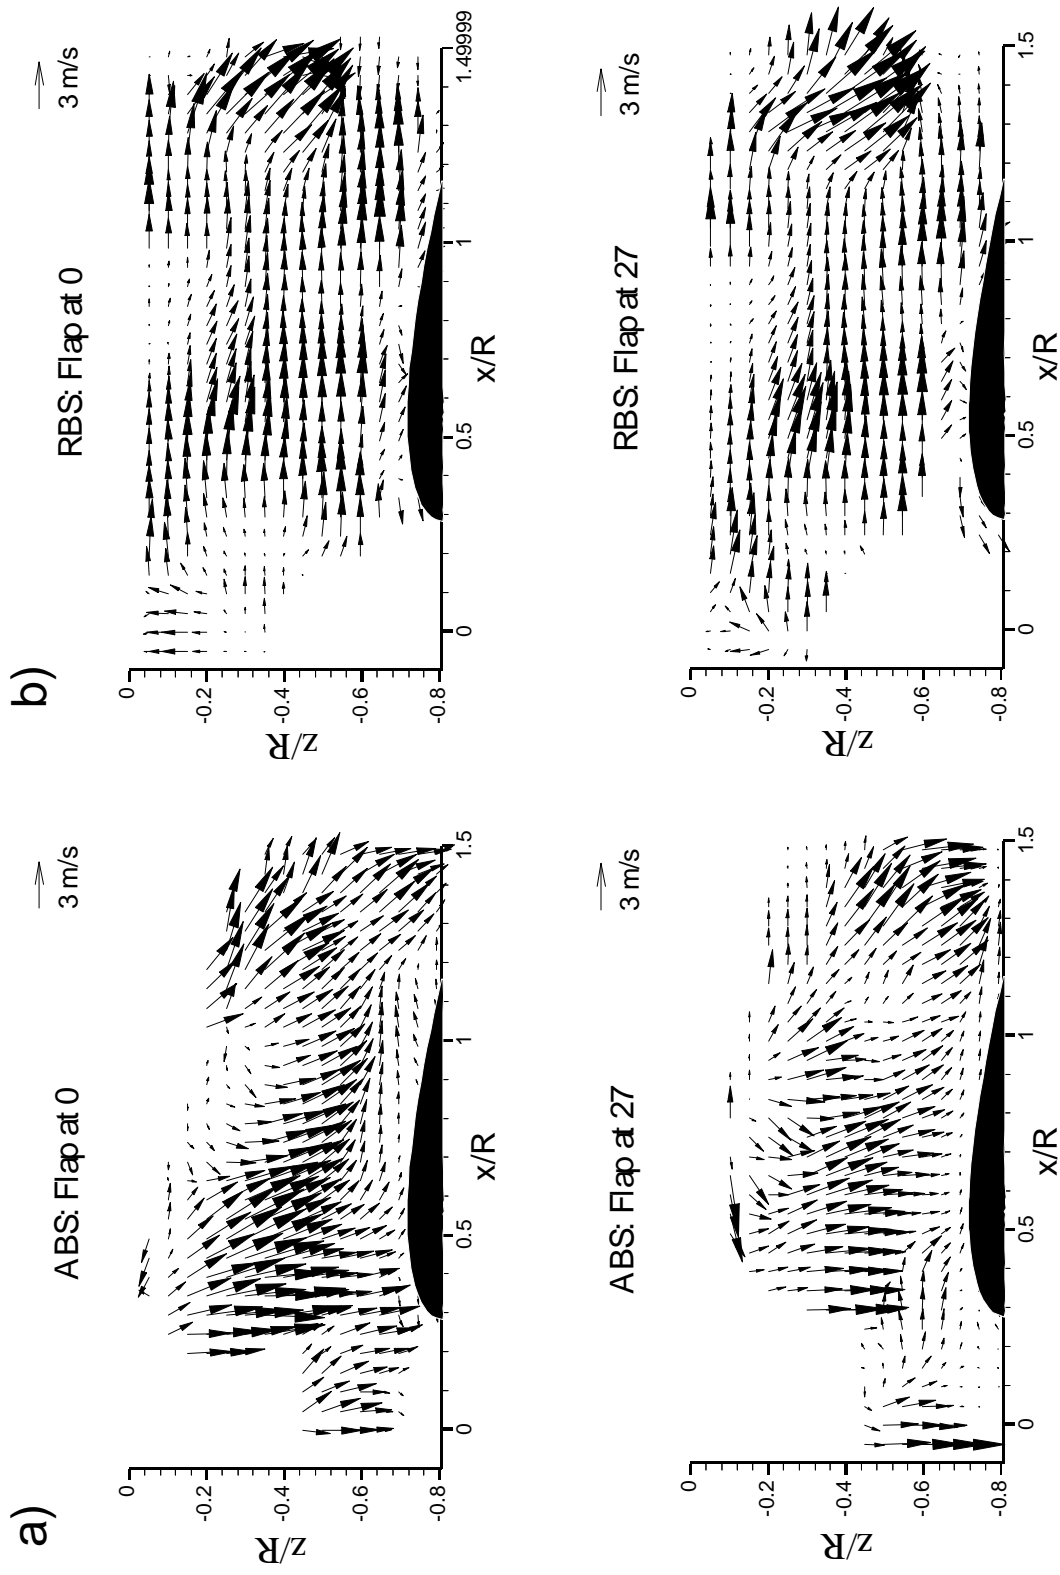 a)
ABS: Flap at 0
3 m/s
z/R
0
-0.2
-0.4
-0.6
-0.8
0
0.5
1
1.5
x/R
b)
RBS: Flap at 0
3 m/s
z/R
0
-0.2
-0.4
-0.6
-0.8
0
0.5
1
1.49999
x/R
ABS: Flap at 27
3 m/s
z/R
0
-0.2
-0.4
-0.6
-0.8
0
0.5
1
1.5
x/R
RBS: Flap at 27
3 m/s
z/R
0
-0.2
-0.4
-0.6
-0.8
0
0.5
1
1.5
x/R